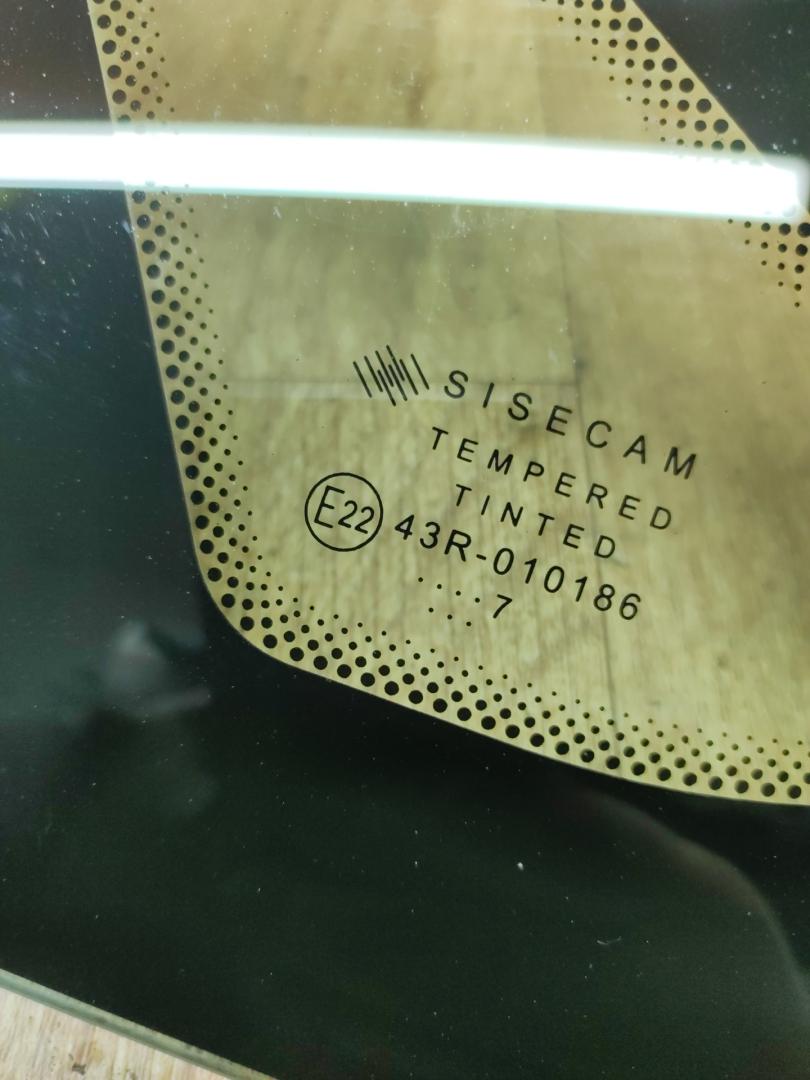 SISECAM
TEMPERED
TINTED
E22 43R-010186
.... 7
...